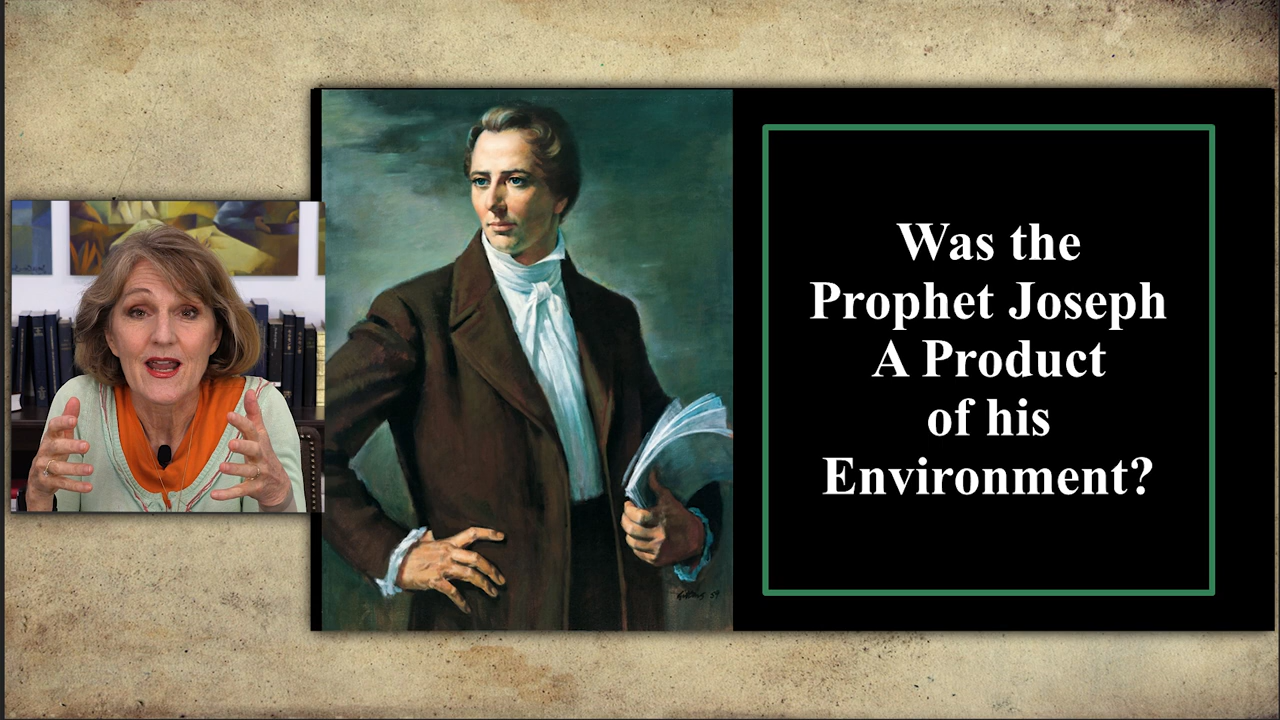 Was the
Prophet Joseph
A Product
of his
Environment?